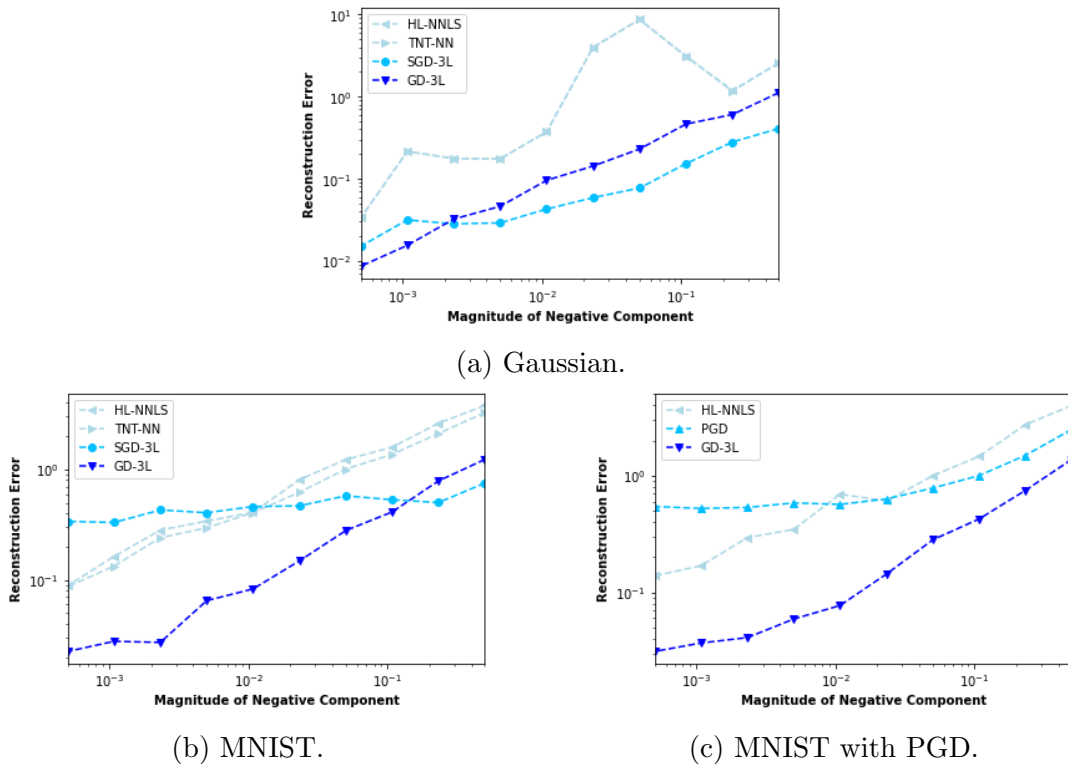 10¹
10⁰
10⁻¹
10⁻²
Reconstruction Error
HL-NNLS
TNT-NN
SGD-3L
GD-3L
10⁻³
10⁻²
10⁻¹
Magnitude of Negative Component
(a) Gaussian.
10⁰
10⁻¹
Reconstruction Error
HL-NNLS
TNT-NN
SGD-3L
GD-3L
10⁻³
10⁻²
10⁻¹
Magnitude of Negative Component
(b) MNIST.
10⁰
10⁻¹
Reconstruction Error
HL-NNLS
PGD
GD-3L
10⁻³
10⁻²
10⁻¹
Magnitude of Negative Component
(c) MNIST with PGD.